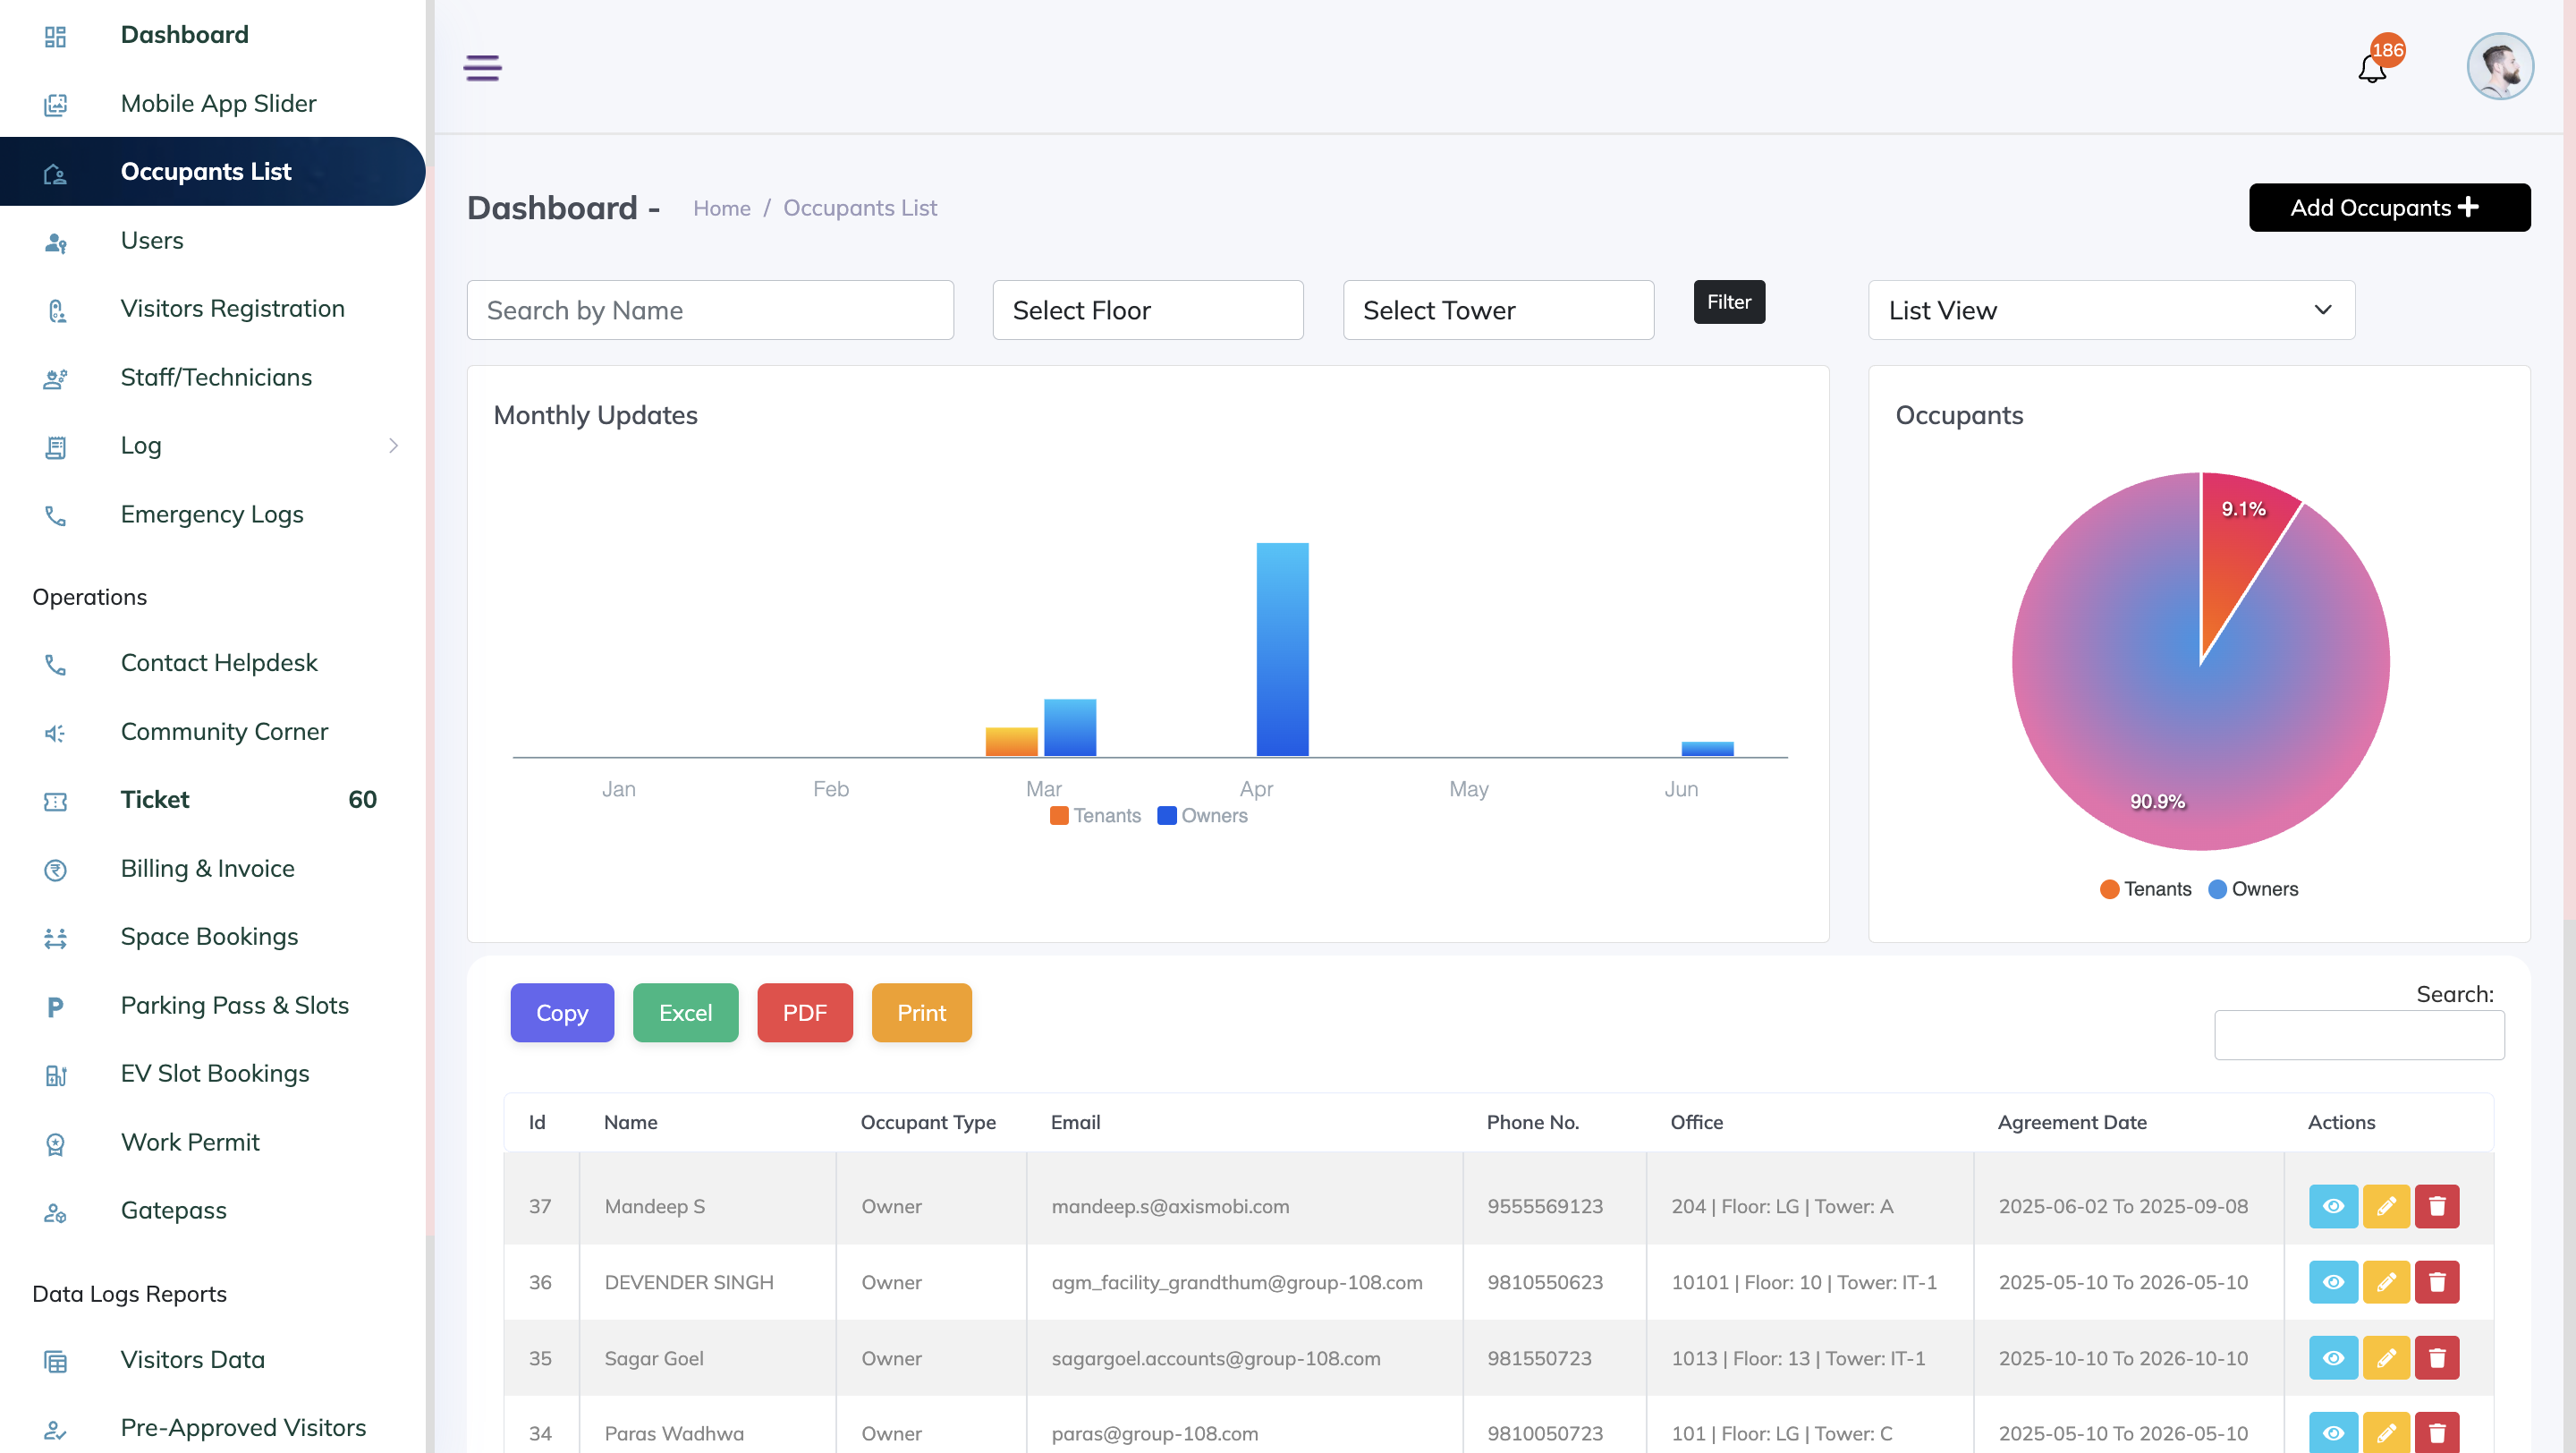 Dashboard
Mobile App Slider
Occupants List
Users
Visitors Registration
Staff/Technicians
Log
Emergency Logs
Operations
Contact Helpdesk
Community Corner
Ticket 60
Billing & Invoice
Space Bookings
Parking Pass & Slots
EV Slot Bookings
Work Permit
Gatepass
Data Logs Reports
Visitors Data
Pre-Approved Visitors
186
Dashboard - Home / Occupants List
Add Occupants
Search by Name
Select Floor
Select Tower
Filter
List View
Monthly Updates
Jan Feb Mar Apr May Jun
Tenants Owners
Occupants
9.1%
90.9%
Tenants Owners
Copy Excel PDF Print
Search:
Id Name Occupant Type Email Phone No. Office Agreement Date Actions
37 Mandeep S Owner mandeep.s@axismobi.com 9555569123 204 | Floor: LG | Tower: A 2025-06-02 To 2025-09-08
36 DEVENDER SINGH Owner agm_facility_grandthum@group-108.com 9810550623 10101 | Floor: 10 | Tower: IT-1 2025-05-10 To 2026-05-10
35 Sagar Goel Owner sagargoel.accounts@group-108.com 981550723 1013 | Floor: 13 | Tower: IT-1 2025-10-10 To 2026-10-10
34 Paras Wadhwa Owner paras@group-108.com 9810050723 101 | Floor: LG | Tower: C 2025-05-10 To 2026-05-10